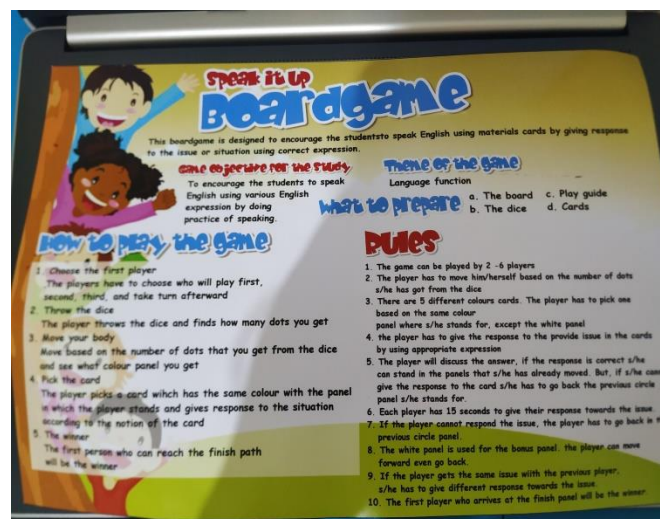 Speak it up
Boardgame
This boardgame is designed to encourage the studentsto speak English using materials cards by giving response
to the issue or situation using correct expression.
Game objective for the study
To encourage the students to speak
English using various English
expression by doing
practice of speaking.
Theme of the game
Language function
What to prepare
a. The board
b. The dice
c. Play guide
d. Cards
How to play the game
1. Choose the first player
.The players have to choose who will play first,
second, third, and take turn afterward
2. Throw the dice
The player throws the dice and finds how many dots you get
3. Move your body
Move based on the number of dots that you get from the dice
and see what colour panel you get
4. Pick the card
The player picks a card wihch has the same colour with the panel
in which the player stands and gives response to the situation
according to the notion of the card
5. The winner
The first person who can reach the finish path
will be the winner
Rules
1. The game can be played by 2 -6 players
2. The player has to move him/herself based on the number of dots
s/he has got from the dice
3. There are 5 different colours cards. The player has to pick one
based on the same colour
panel where s/he stands for, except the white panel
4. the player has to give the response to the provide issue in the cards
by using appropriate expression
5. The player will discuss the answer, if the response is correct s/he
can stand in the panels that s/he has already moved. But, if s/he can
give the response to the card s/he has to go back the previous circle
panel s/he stands for.
6. Each player has 15 seconds to give their response towards the issue.
7. If the player cannot respond the issue, the player has to go back in
previous circle panel.
8. The white panel is used for the bonus panel. the player can move
forward even go back.
9. If the player gets the same issue wiith the previous player,
s/he has to give different response towards the issue.
10. The first player who arrives at the finish panel will be the winner